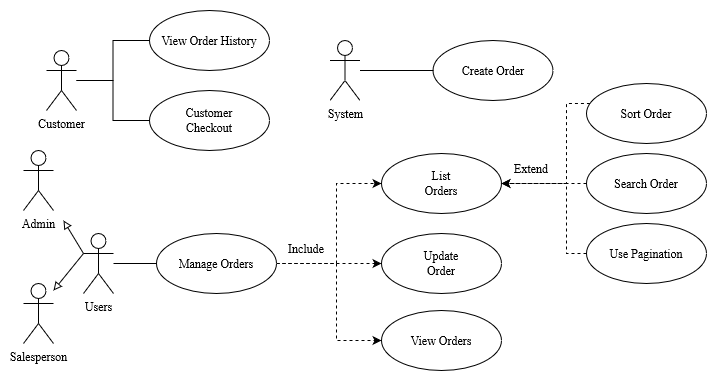 View Order History
Customer
Checkout
Customer
System
Create Order
Sort Order
Search Order
Use Pagination
Extend
List
Orders
Admin
Users
Salesperson
Manage Orders
Include
Update
Order
View Orders